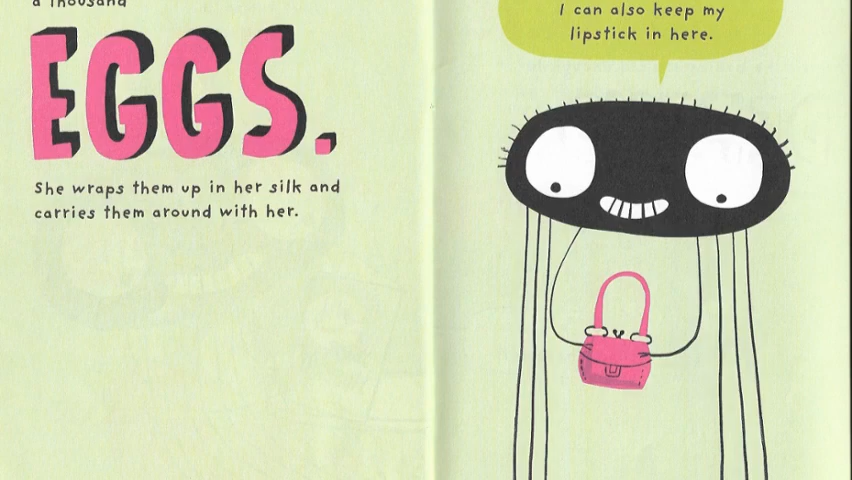 a thousand
EGGS.
She wraps them up in her silk and
carries them around with her.
I can also keep my
lipstick in here.